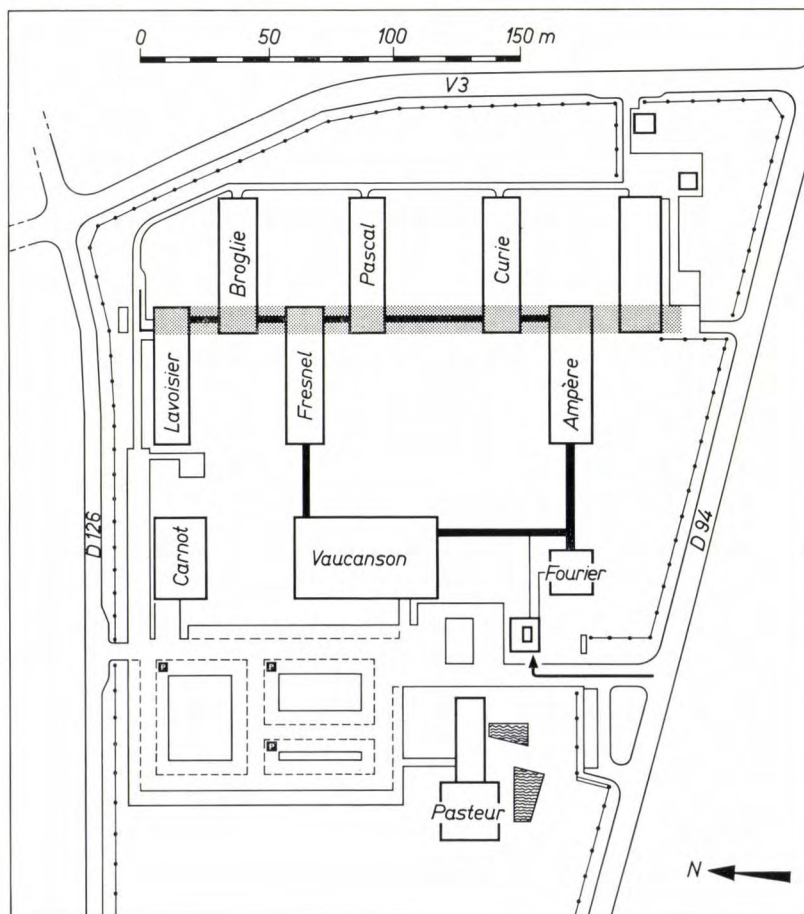 0 50 100 150 m
V3
Broglie
Pascal
Curie
Lavoisier
Fresnel
Ampère
D 126
D 94
Carnot
Vaucanson
Fourier
P
P
P
Pasteur
N